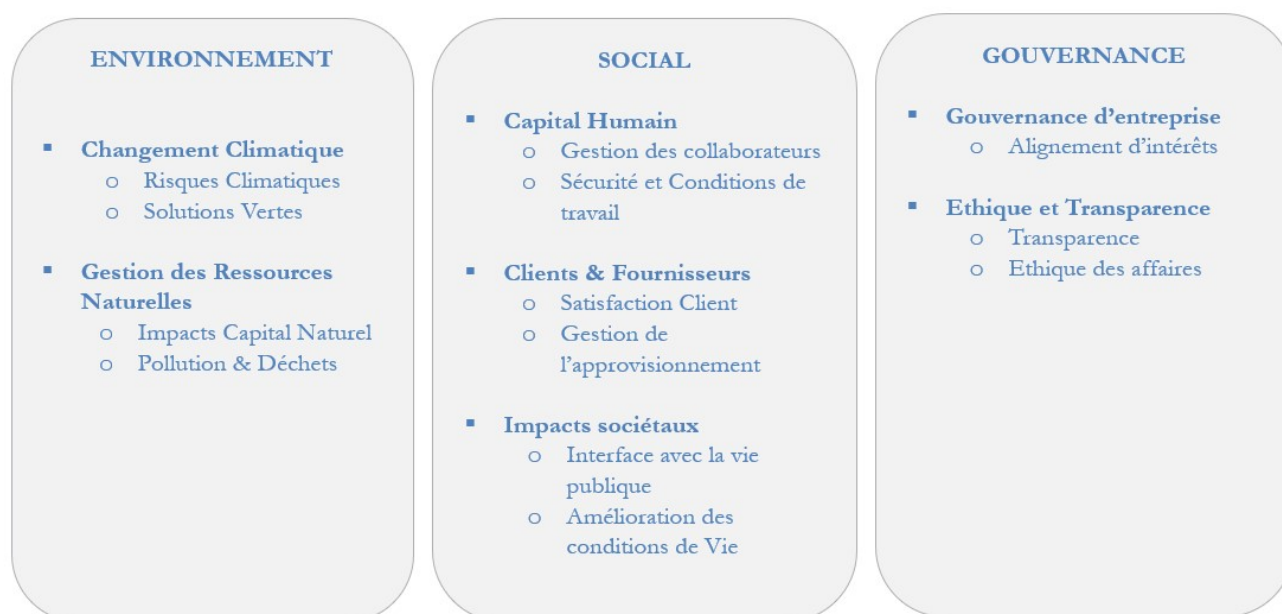 ENVIRONNEMENT
▪ Changement Climatique
o Risques Climatiques
o Solutions Vertes
▪ Gestion des Ressources
Naturelles
o Impacts Capital Naturel
o Pollution & Déchets
SOCIAL
▪ Capital Humain
o Gestion des collaborateurs
o Sécurité et Conditions de
travail
▪ Clients & Fournisseurs
o Satisfaction Client
o Gestion de
l’approvisionnement
▪ Impacts sociétaux
o Interface avec la vie
publique
o Amélioration des
conditions de Vie
GOUVERNANCE
▪ Gouvernance d’entreprise
o Alignement d’intérêts
▪ Ethique et Transparence
o Transparence
o Ethique des affaires